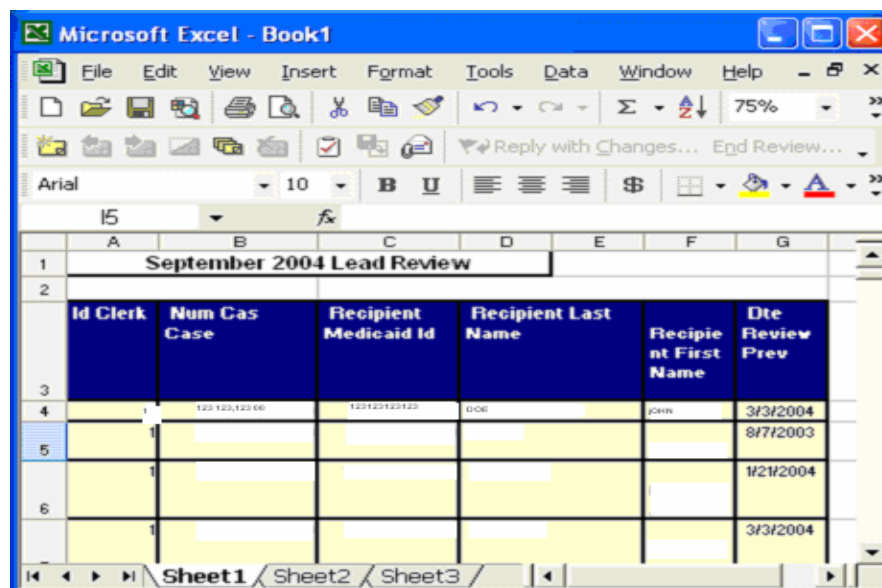 Microsoft Excel - Book1
File Edit View Insert Format Tools Data Window Help
Σ 75%
Reply with Changes... End Review...
Arial 10 B U $ A
I5 fx
A B C D E F G
1 September 2004 Lead Review
2
Id Clerk Num Cas Recipient Recipient Last Dte
Case Medicaid Id Name Recipie Review
nt First Prev
Name
3
4 1 123123123123 DOE JOHN 3/3/2004
1 8/7/2003
5
1 1/21/2004
6
1 3/3/2004
Sheet1 Sheet2 Sheet3